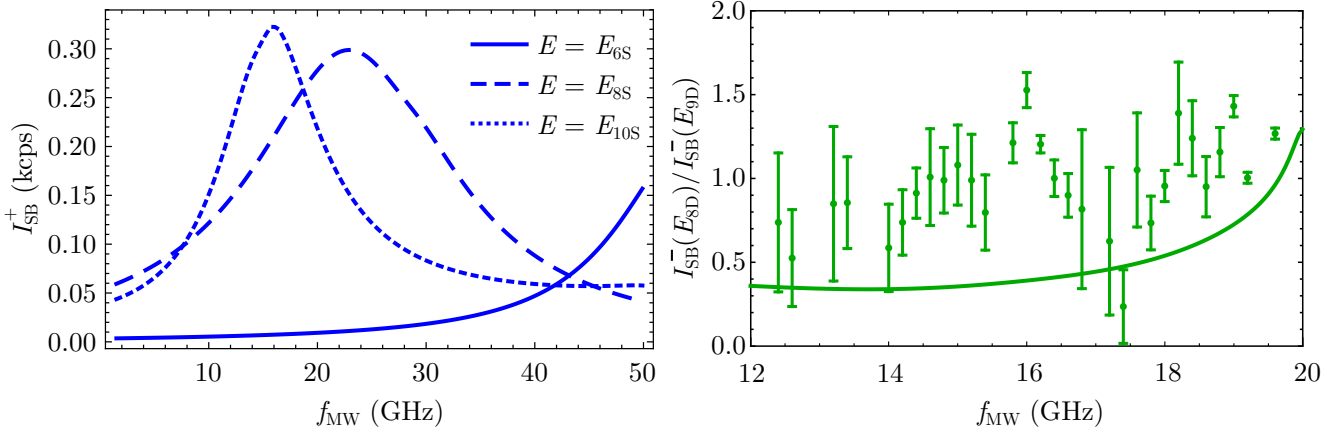 I⁺SB (kcps)
0.30
0.25
0.20
0.15
0.10
0.05
0.00
E = E6S
E = E8S
E = E10S
10 20 30 40 50
fMW (GHz)
I⁻SB(E8D)/I⁻SB(E9D)
2.0
1.5
1.0
0.5
0.0
12 14 16 18 20
fMW (GHz)